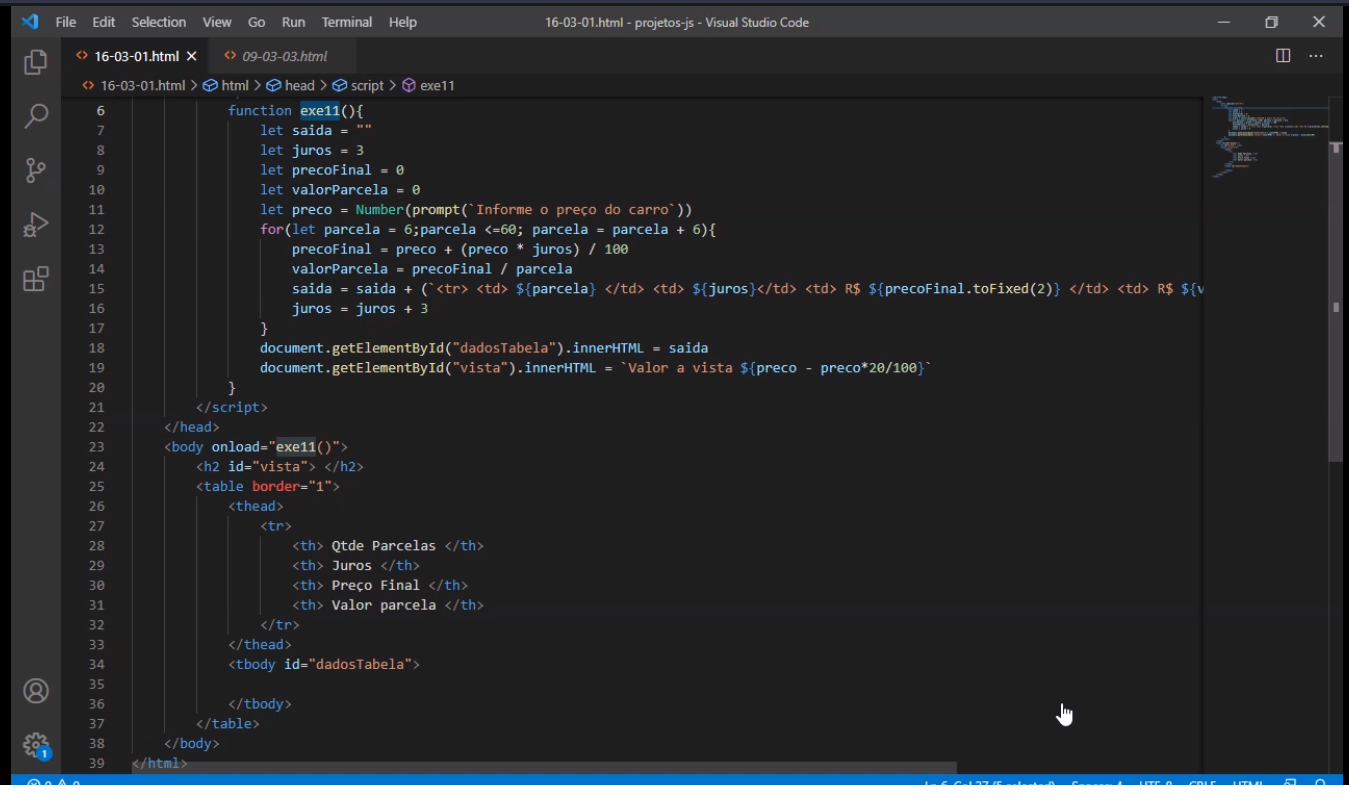 File Edit Selection View Go Run Terminal Help 16-03-01.html - projetos-js - Visual Studio Code
<> 16-03-01.html × <> 09-03-03.html
<> 16-03-01.html > html > head > script > exe11
6 function exe11(){
7 let saida = ""
8 let juros = 3
9 let precoFinal = 0
10 let valorParcela = 0
11 let preco = Number(prompt(`Informe o preço do carro`))
12 for(let parcela = 6;parcela <=60; parcela = parcela + 6){
13 precoFinal = preco + (preco * juros) / 100
14 valorParcela = precoFinal / parcela
15 saida = saida + (`<tr> <td> ${parcela} </td> <td> ${juros}</td> <td> R$ ${precoFinal.toFixed(2)} </td> <td> R$ ${v
16 juros = juros + 3
17 }
18 document.getElementById("dadosTabela").innerHTML = saida
19 document.getElementById("vista").innerHTML = `Valor a vista ${preco - preco*20/100}`
20 }
21 </script>
22 </head>
23 <body onload="exe11()">
24 <h2 id="vista"> </h2>
25 <table border="1">
26 <thead>
27 <tr>
28 <th> Qtde Parcelas </th>
29 <th> Juros </th>
30 <th> Preço Final </th>
31 <th> Valor parcela </th>
32 </tr>
33 </thead>
34 <tbody id="dadosTabela">
35
36 </tbody>
37 </table>
38 </body>
39 </html>
1